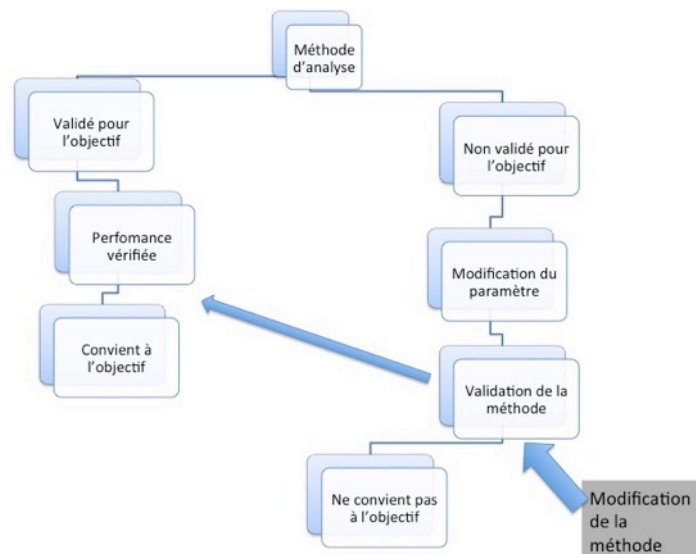 Méthode
d'analyse
Validé pour
l'objectif
Non validé pour
l'objectif
Perfomance
vérifiée
Modification du
paramètre
Convient à
l'objectif
Validation de la
méthode
Ne convient pas
à l'objectif
Modification
de la
méthode